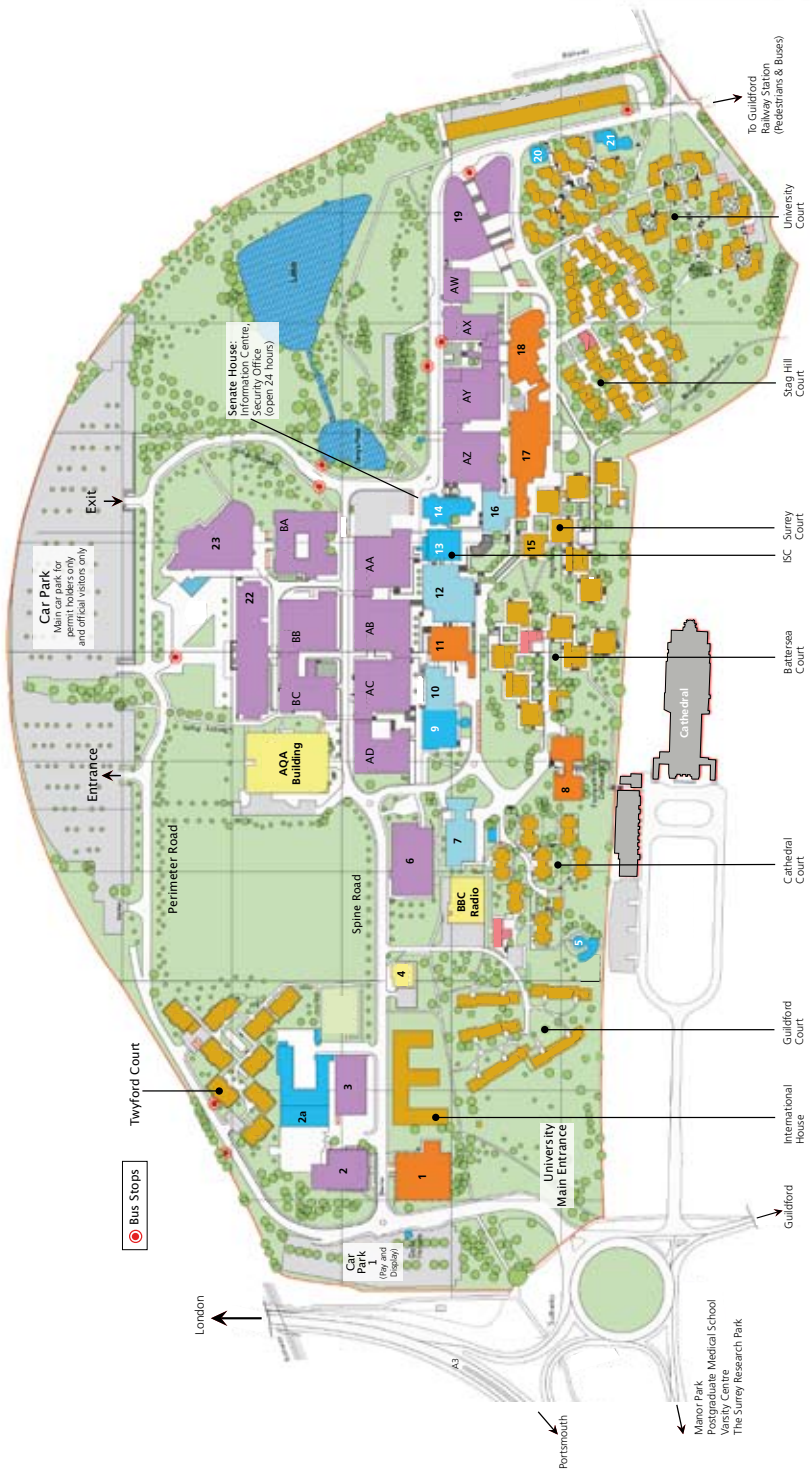 Bus Stops
London
A3
Portsmouth
Manor Park
Postgraduate Medical School
Varsity Centre
The Surrey Research Park
Guildford
Car
Park
1
(Pay and
Display)
University
Main Entrance
Twyford Court
Perimeter Road
Spine Road
Entrance
Car Park
Main car park for
permit holders only
and official visitors only
Exit
Senate House:
Information Centre,
Security Office
(open 24 hours)
Lake
To Guildford
Railway Station
(Pedestrians & Buses)
1
2
2a
3
4
5
6
7
BBC
Radio
8
AQA
Building
9
10
11
12
13
14
15
16
17
18
19
20
21
22
23
AA
AB
AC
AD
AW
AX
AY
AZ
BA
BB
BC
Cathedral
International
House
Guildford
Court
Cathedral
Court
Battersea
Court
ISC
Surrey
Court
Stag Hill
Court
University
Court